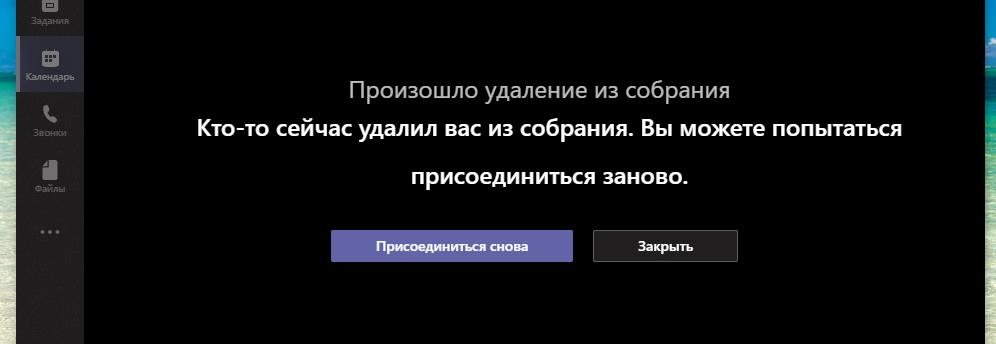 Задания
Календарь
Звонки
Файлы
Произошло удаление из собрания
Кто-то сейчас удалил вас из собрания. Вы можете попытаться
присоединиться заново.
Присоединиться снова
Закрыть